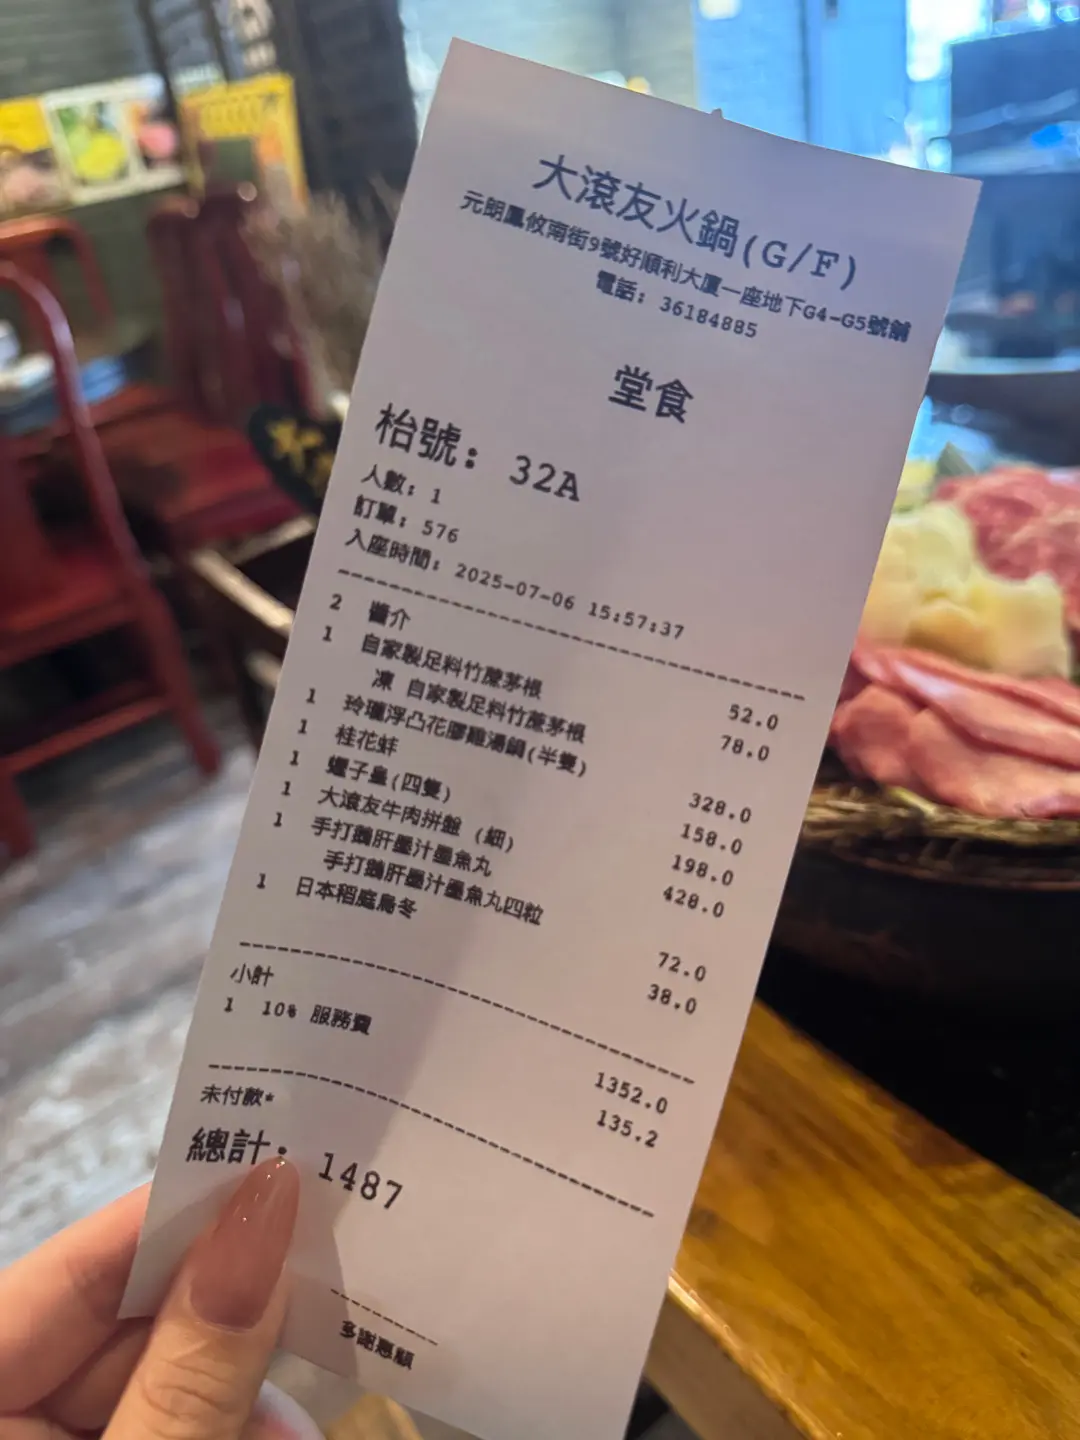 大滾友火鍋(G/F)
元朗鳳攸南街9號好順利大廈一座地下G4-G5號舖
電話: 36184885
堂食
枱號: 32A
人數: 1
訂單: 576
入座時間: 2025-07-06 15:57:37
2 醬介 52.0
1 自家製足料竹蔗茅根 78.0
凍 自家製足料竹蔗茅根
1 玲瓏浮凸花膠雞湯鍋(半隻) 328.0
1 桂花蚌 158.0
1 蟶子皇(四隻) 198.0
1 大滾友牛肉拼盤 (細) 428.0
1 手打鵝肝墨汁墨魚丸
手打鵝肝墨汁墨魚丸四粒 72.0
1 日本稻庭烏冬 38.0
小計 1352.0
1 10% 服務費 135.2
未付款*
總計: 1487
多謝惠顧